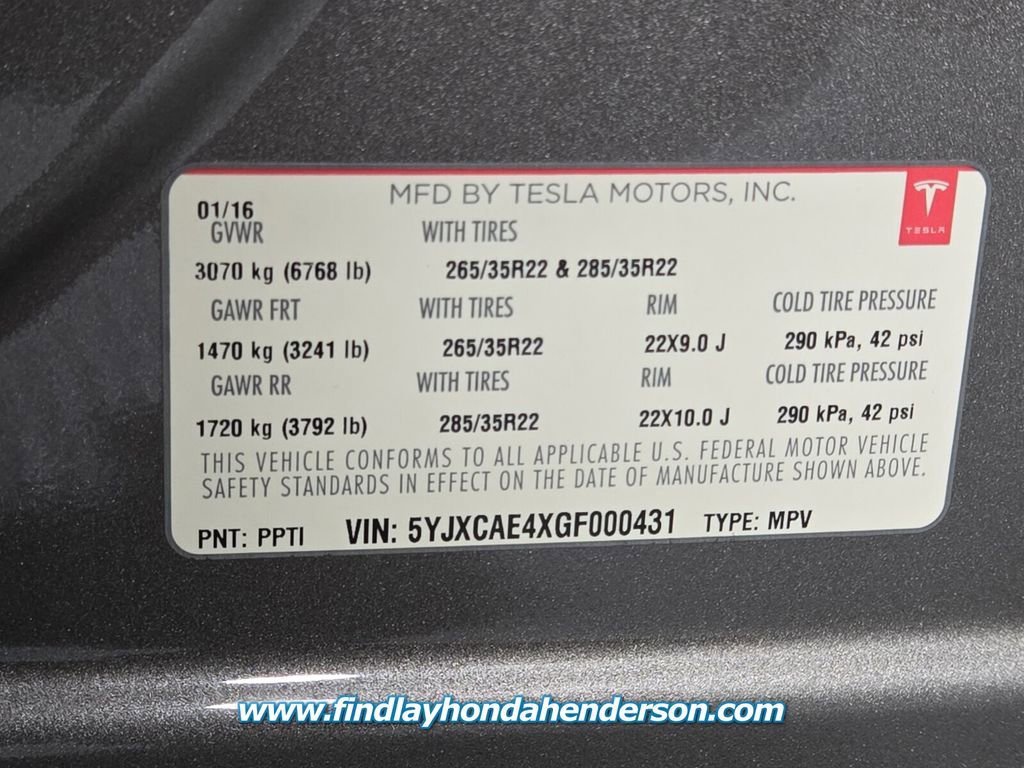 MFD BY TESLA MOTORS, INC.
TESLA
01/16
GVWR WITH TIRES
3070 kg (6768 lb) 265/35R22 & 285/35R22
GAWR FRT WITH TIRES RIM COLD TIRE PRESSURE
1470 kg (3241 lb) 265/35R22 22X9.0 J 290 kPa, 42 psi
GAWR RR WITH TIRES RIM COLD TIRE PRESSURE
1720 kg (3792 lb) 285/35R22 22X10.0 J 290 kPa, 42 psi
THIS VEHICLE CONFORMS TO ALL APPLICABLE U.S. FEDERAL MOTOR VEHICLE
SAFETY STANDARDS IN EFFECT ON THE DATE OF MANUFACTURE SHOWN ABOVE.
PNT: PPTI VIN: 5YJXCAE4XGF000431 TYPE: MPV
www.findlayhondahenderson.com